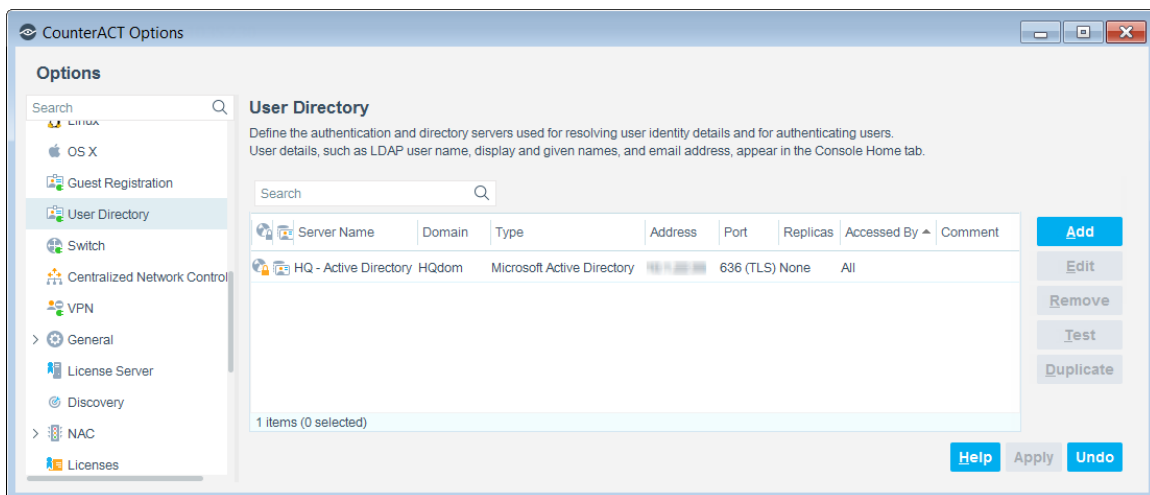 CounterACT Options
Options
Search
Linux
OS X
Guest Registration
User Directory
Switch
Centralized Network Control
VPN
General
License Server
Discovery
NAC
Licenses
User Directory
Define the authentication and directory servers used for resolving user identity details and for authenticating users.
User details, such as LDAP user name, display and given names, and email address, appear in the Console Home tab.
Search
Server Name Domain Type Address Port Replicas Accessed By Comment
HQ - Active Directory HQdom Microsoft Active Directory 636 (TLS) None All
1 items (0 selected)
Add
Edit
Remove
Test
Duplicate
Help Apply Undo